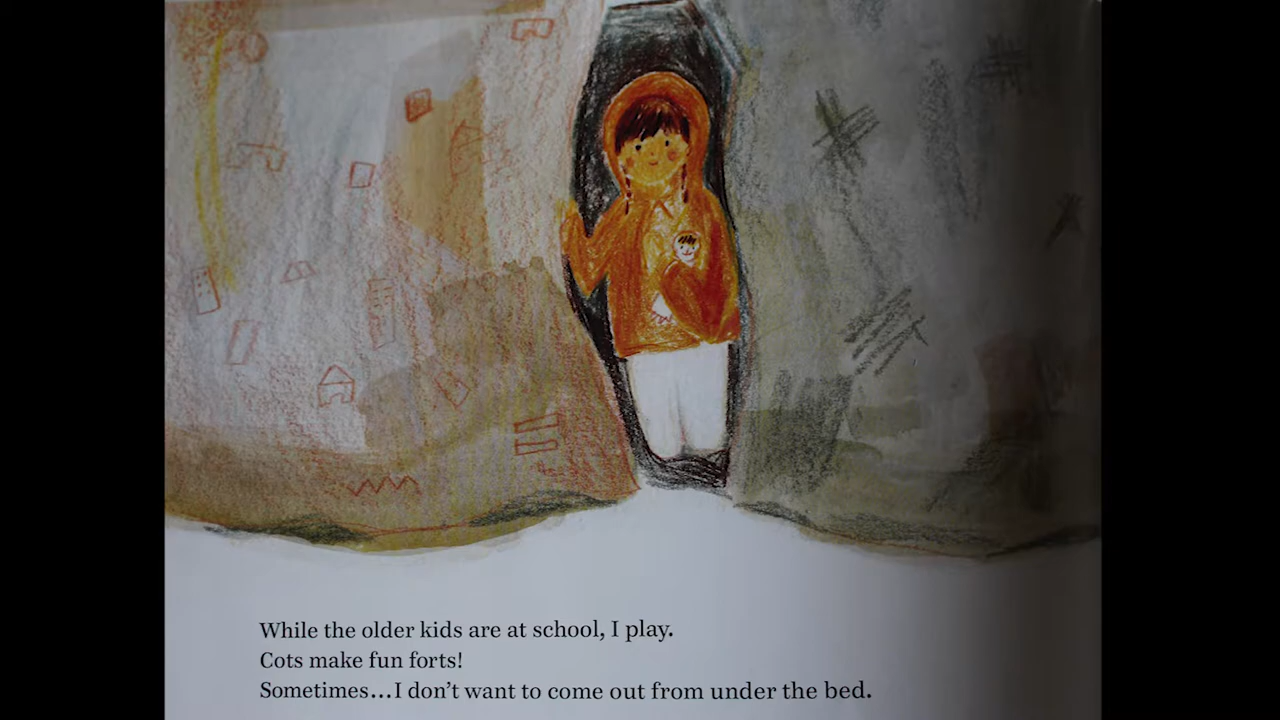 While the older kids are at school, I play.
Cots make fun forts!
Sometimes...I don't want to come out from under the bed.